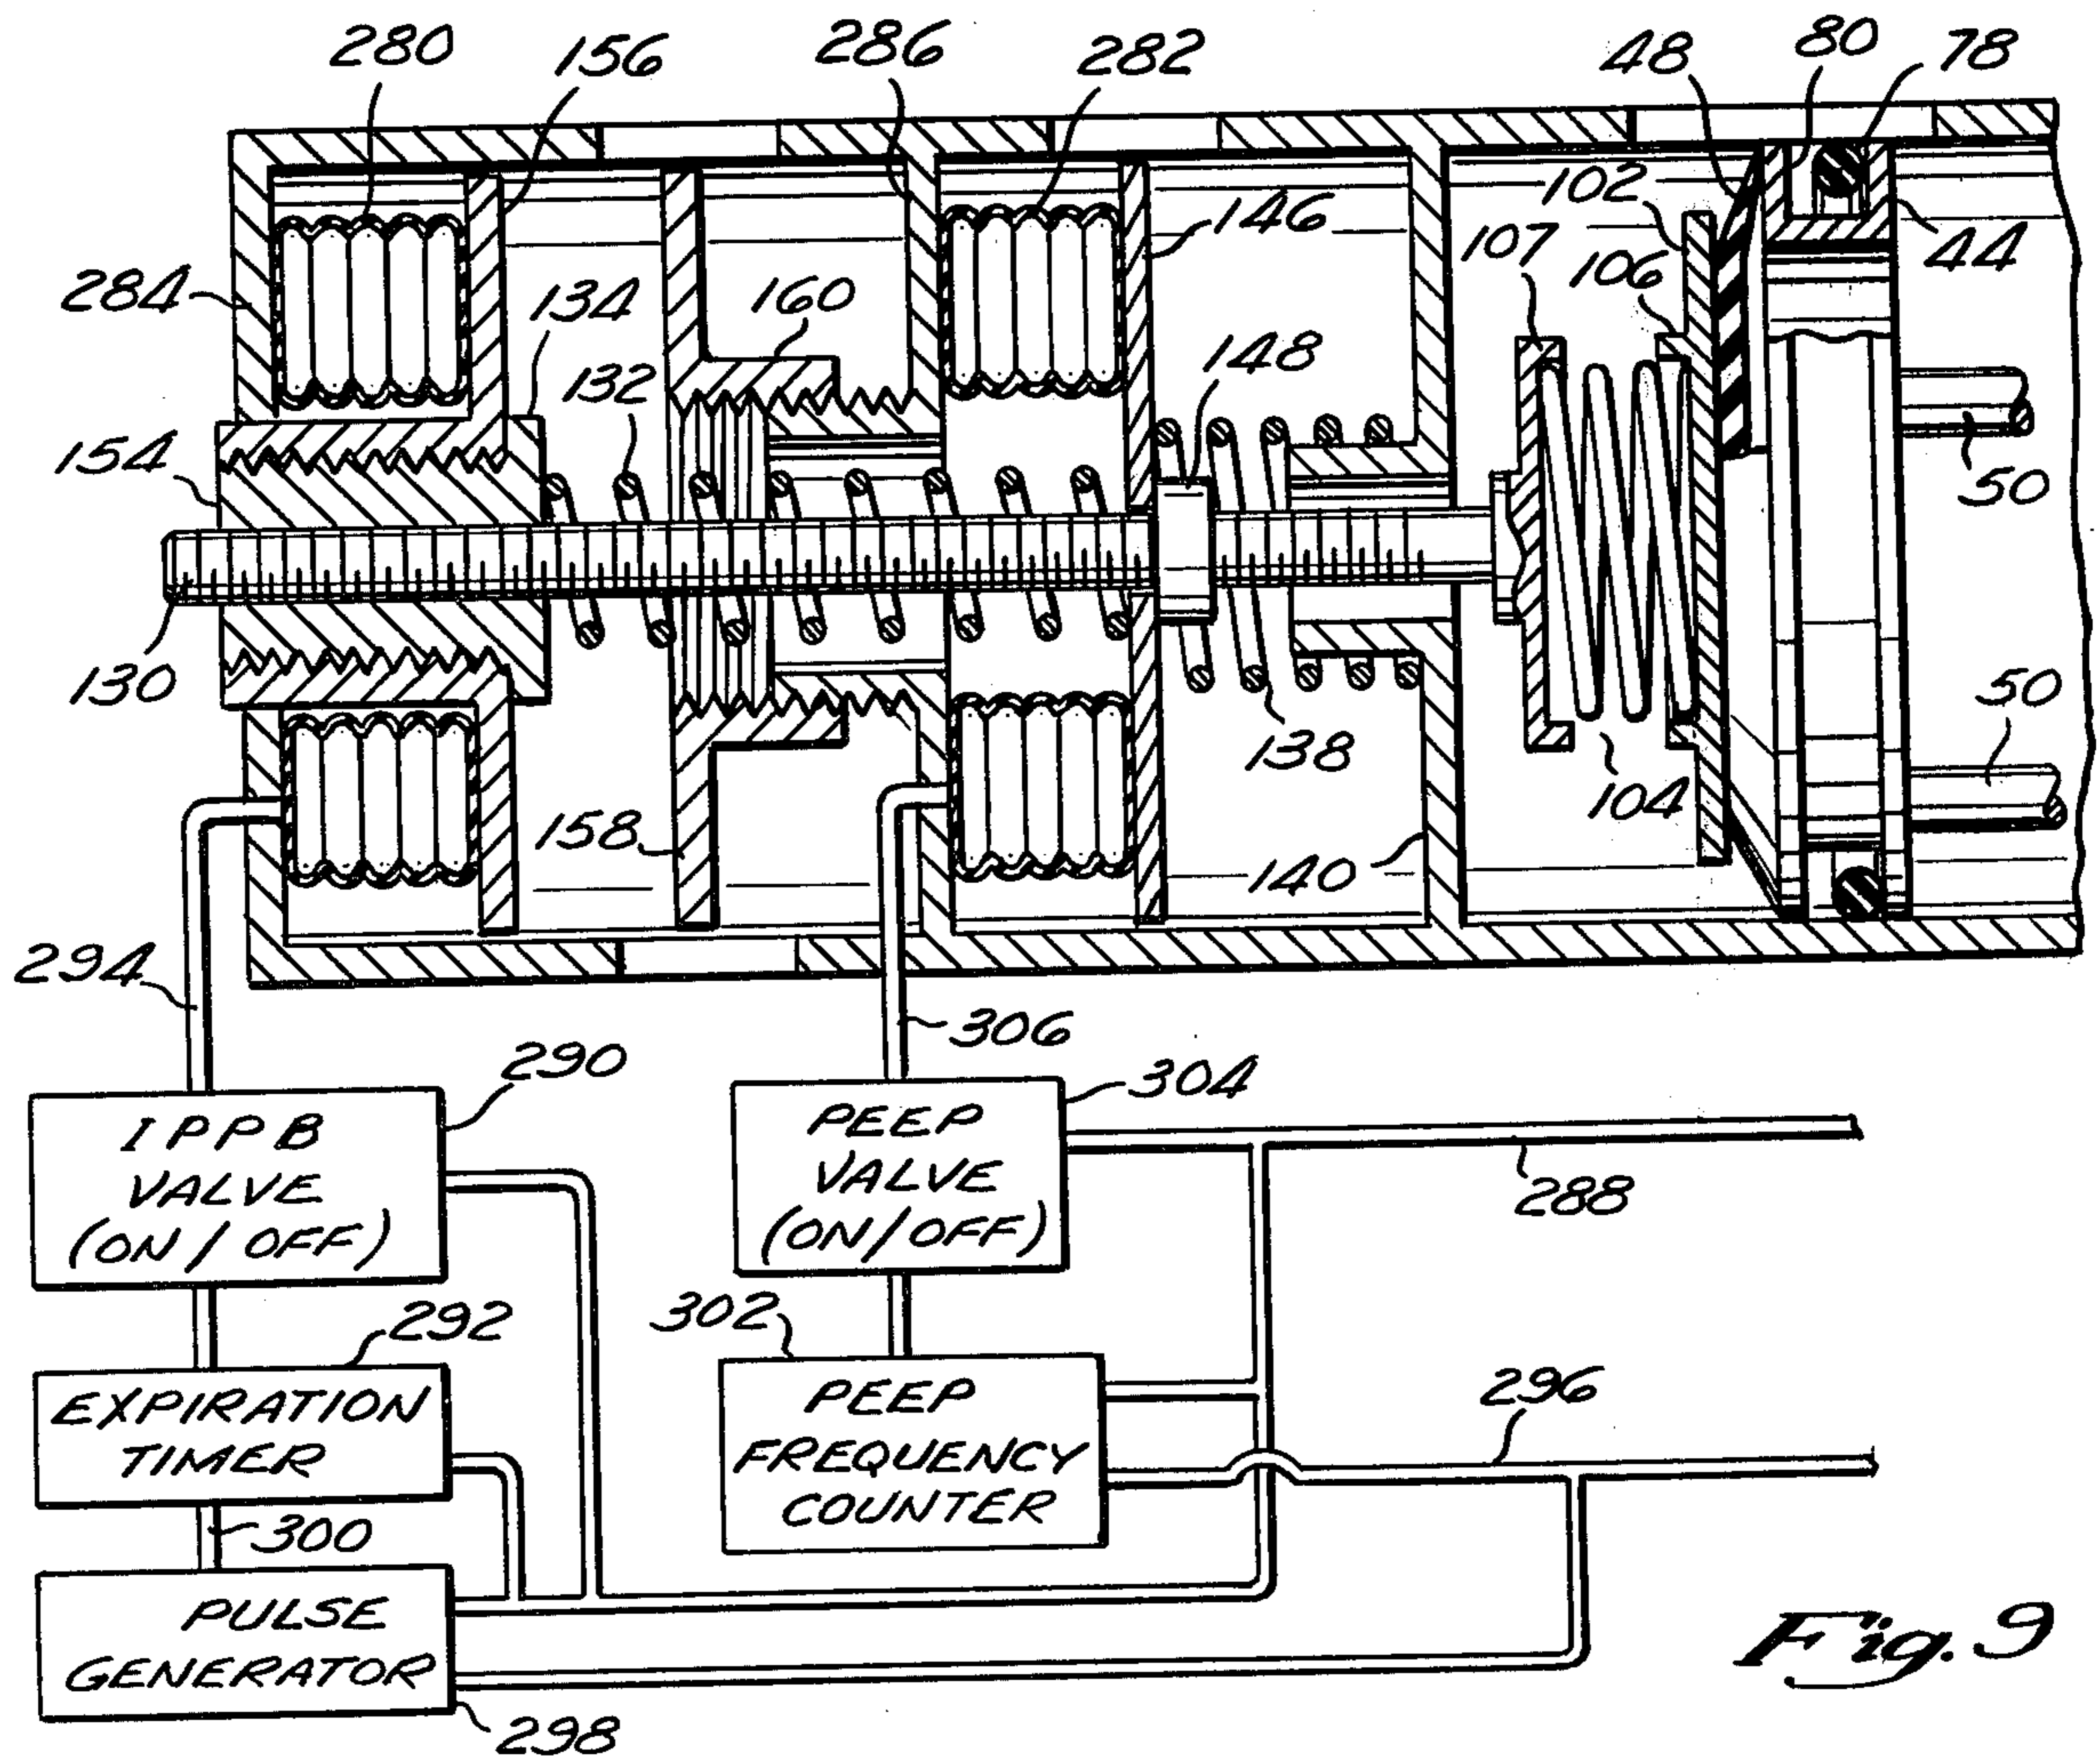 280
156
286
282
48
80
78
102
107
106
44
146
284
134
160
132
148
154
50
130
138
50
104
158
140
294
306
290
304
I P P B
VALVE
(ON / OFF)
PEEP
VALVE
(ON/OFF)
288
292
302
EXPIRATION
TIMER
PEEP
FREQUENCY
COUNTER
296
300
PULSE
GENERATOR
298
Fig. 9